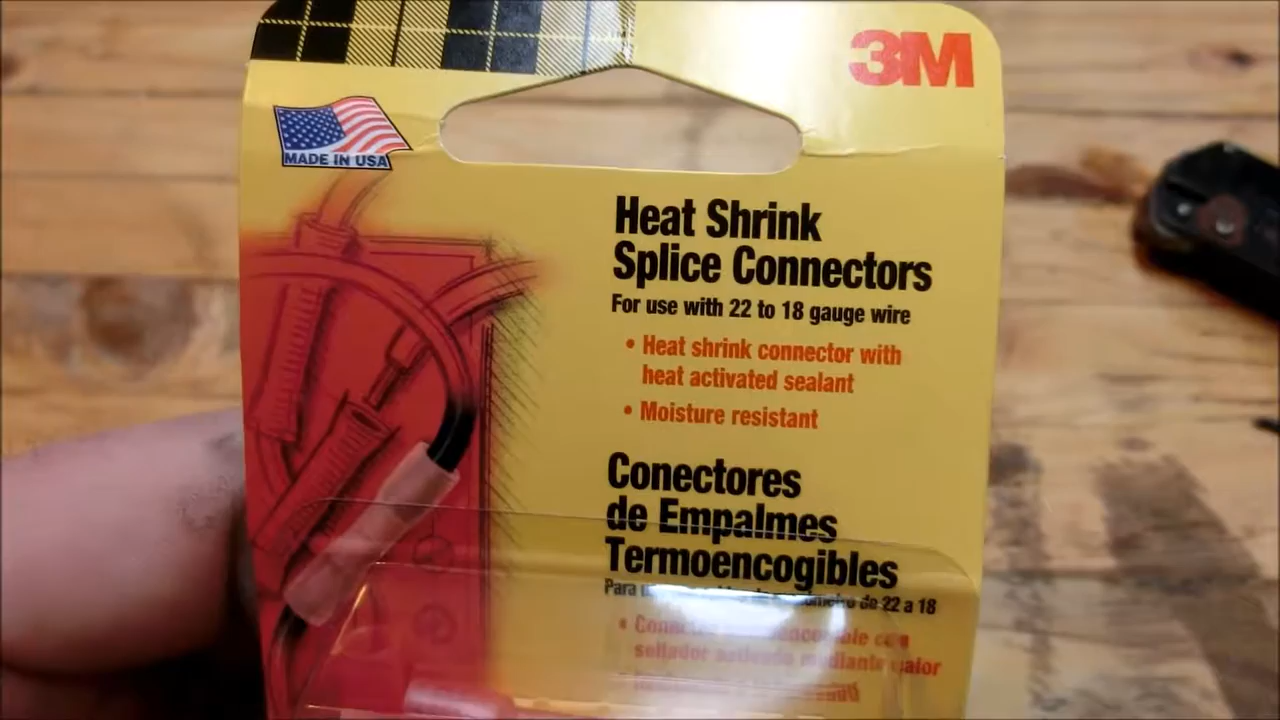 3M
MADE IN USA
Heat Shrink
Splice Connectors
For use with 22 to 18 gauge wire
• Heat shrink connector with
heat activated sealant
• Moisture resistant
Conectores
de Empalmes
Termoencogibles
Para de 22 a 18
•
sellador mediante calor